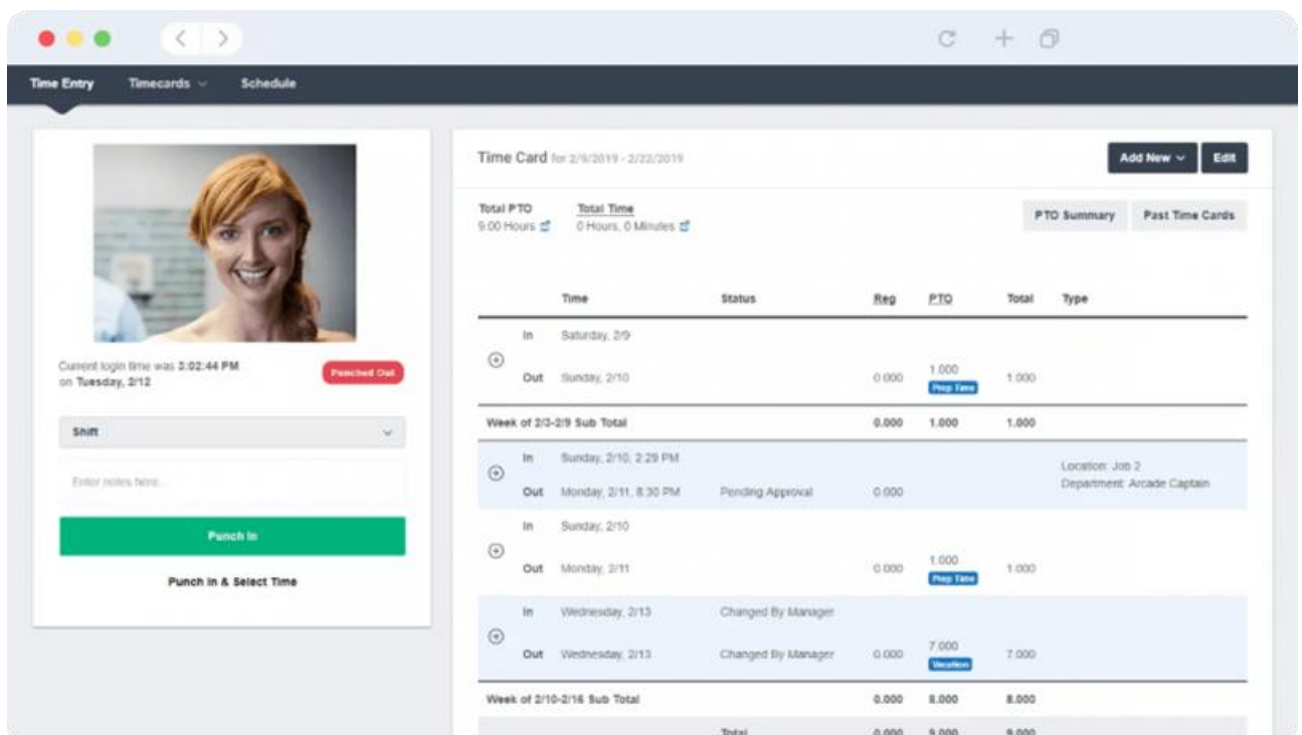 Time Entry Timecards Schedule
Time Card for 2/9/2019 - 2/22/2019
Add New Edit
Total PTO Total Time
9:00 Hours 0 Hours, 0 Minutes
PTO Summary Past Time Cards
Current login time was 3:02:44 PM
on Tuesday, 2/12
Punched Out
Shift
Enter notes here...
Punch In
Punch In & Select Time
Time Status Reg PTO Total Type
In Saturday, 2/9
Out Sunday, 2/10 0.000 1.000 1.000
Prep Time
Week of 2/3-2/9 Sub Total 0.000 1.000 1.000
In Sunday, 2/10, 2:29 PM
Location: Job 2
Department: Arcade Captain
Out Monday, 2/11, 8:30 PM Pending Approval 0.000
In Sunday, 2/10
Out Monday, 2/11 0.000 1.000 1.000
Prep Time
In Wednesday, 2/13 Changed By Manager
Out Wednesday, 2/13 Changed By Manager 0.000 7.000 7.000
Vacation
Week of 2/10-2/16 Sub Total 0.000 8.000 8.000
Total 0.000 9.000 9.000